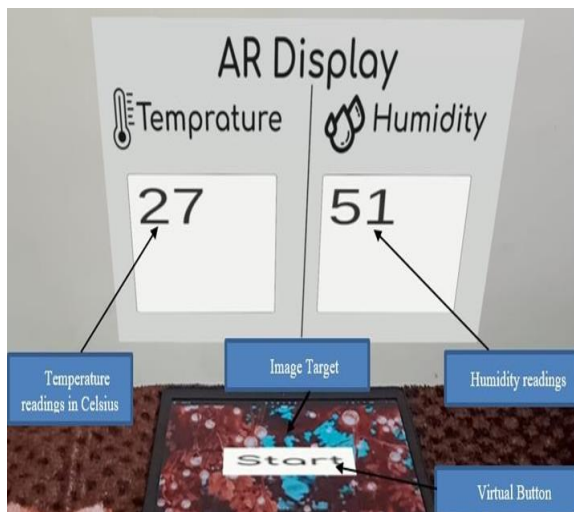 AR Display
Temprature
Humidity
27
51
Temperature
readings in Celsius
Image Target
Humidity readings
Start
Virtual Button